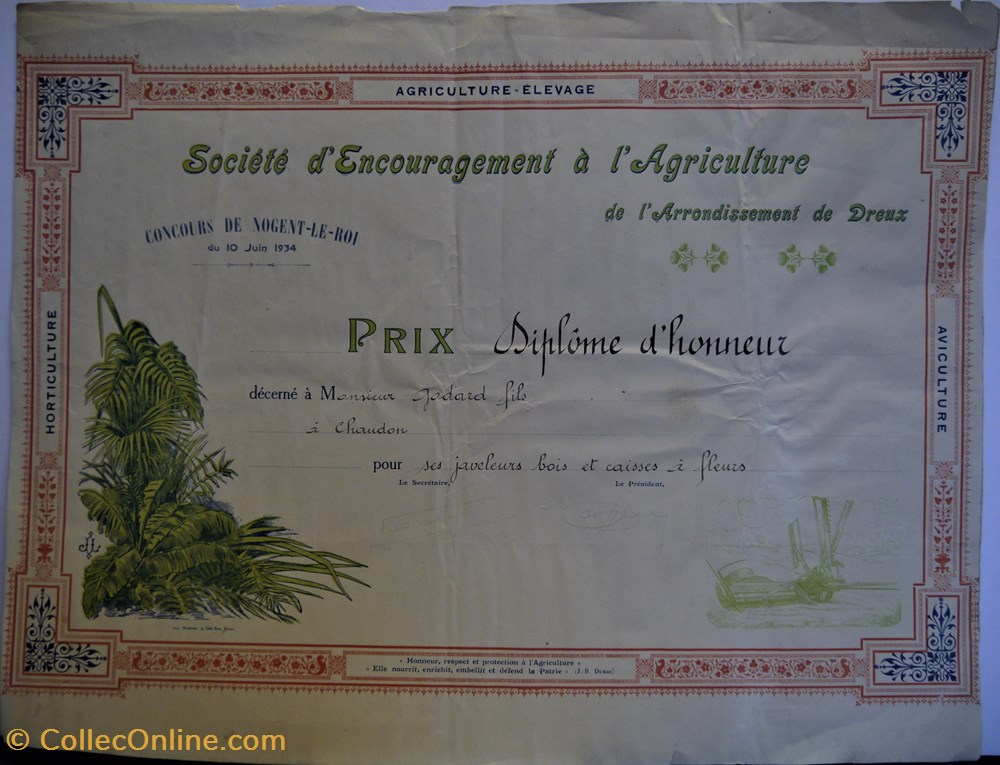 AGRICULTURE-ÉLEVAGE
Société d'Encouragement à l'Agriculture
de l'Arrondissement de Dreux
CONCOURS DE NOGENT-LE-ROI
du 10 Juin 1934
HORTICULTURE
AVICULTURE
PRIX Diplôme d'honneur
décerné à Monsieur Godard fils
à Chaudon
pour ses javeleurs bois et caisses à fleurs
Le Secrétaire,
Le Président,
« Honneur, respect et protection à l'Agriculture »
« Elle nourrit, enrichit, embellit et défend la Patrie » (J.-B. Dumas)
© CollecOnline.com